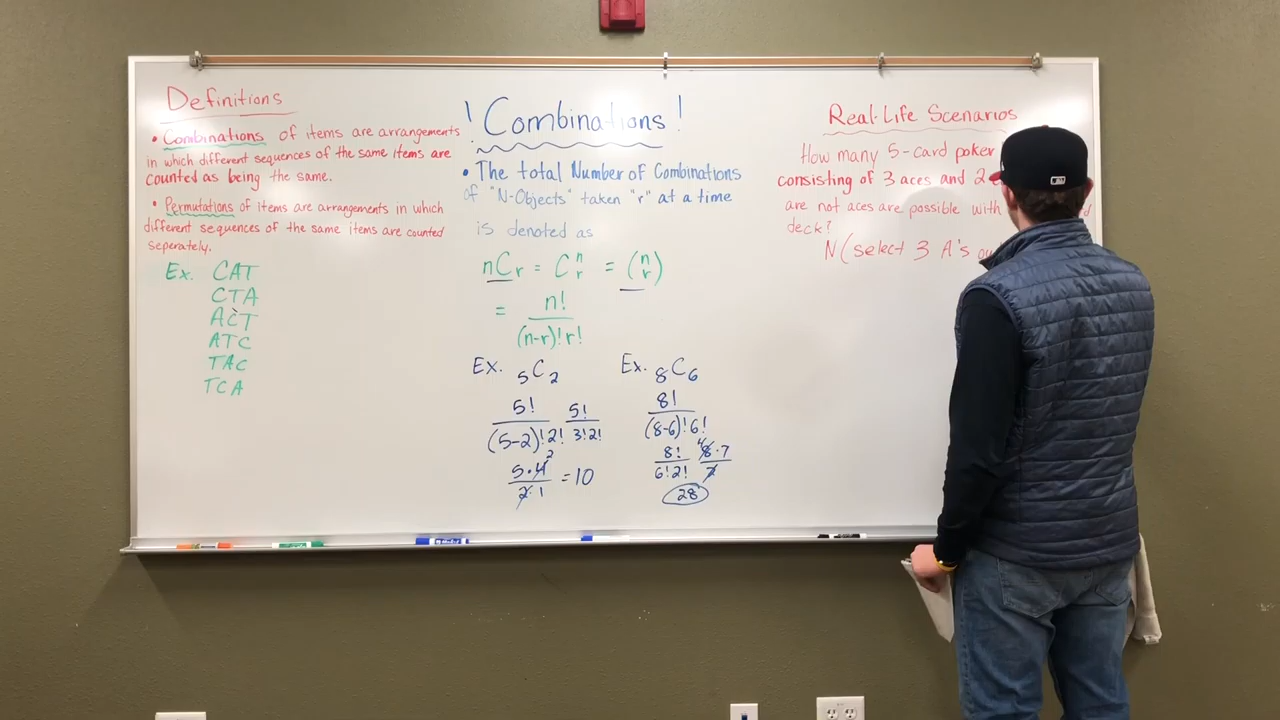 Definitions
• Combinations of items are arrangements
in which different sequences of the same items are
counted as being the same.
• Permutations of items are arrangements in which
different sequences of the same items are counted
seperately.
Ex. CAT
CTA
ACT
ATC
TAC
TCA
! Combinations!
• The total Number of Combinations
of "N-Objects" taken "r" at a time
is denoted as
nCr = C n r = (n r)
= n! / (n-r)! r!
Ex. 5C2
5! / (5-2)! 2! 5! / 3! 2!
5·4 2 / 2·1 = 10
Ex. 8C6
8! / (8-6)! 6!
8! / 6! 2! 4 8·7 / 2
28
Real-Life Scenarios
How many 5-card poker
consisting of 3 aces and 2
are not aces are possible with
deck?
N(select 3 A's